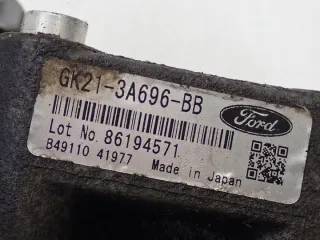 GK21-3A696-BB
Ford
Lot No. 86194571
B49110 41977
Made in Japan